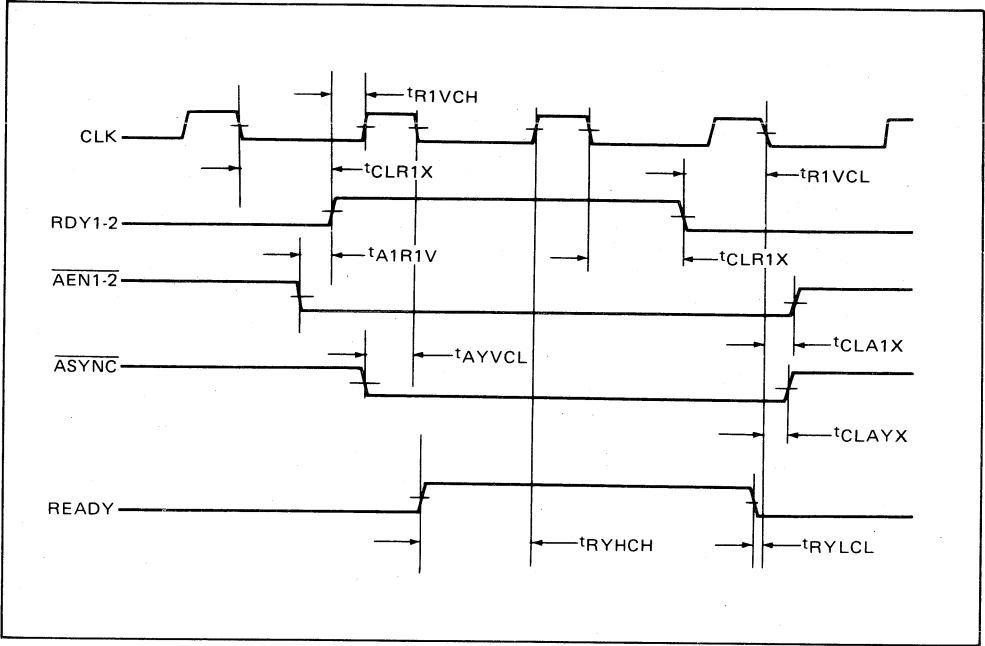 tR1VCH
CLK
tCLR1X
tR1VCL
RDY1-2
tA1R1V
tCLR1X
AEN1-2
tCLA1X
tAYVCL
ASYNC
tCLAYX
READY
tRYHCH
tRYLCL